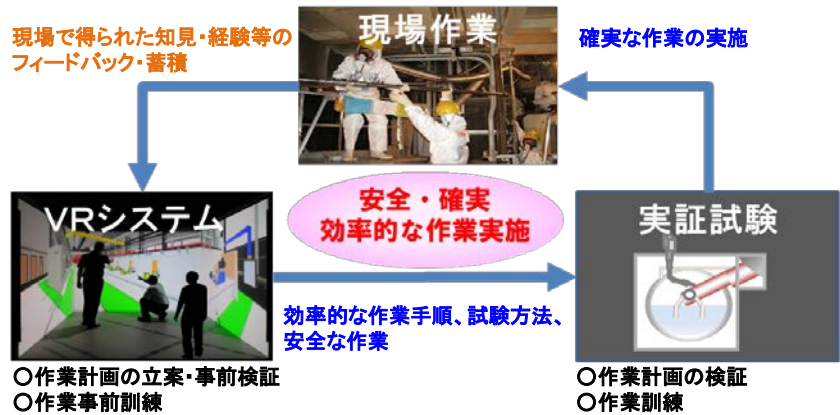 現場で得られた知見・経験等の
フィードバック・蓄積
現場作業
確実な作業の実施
安全・確実
効率的な作業実施
VRシステム
実証試験
効率的な作業手順、試験方法、
安全な作業
〇作業計画の立案・事前検証
〇作業事前訓練
〇作業計画の検証
〇作業訓練